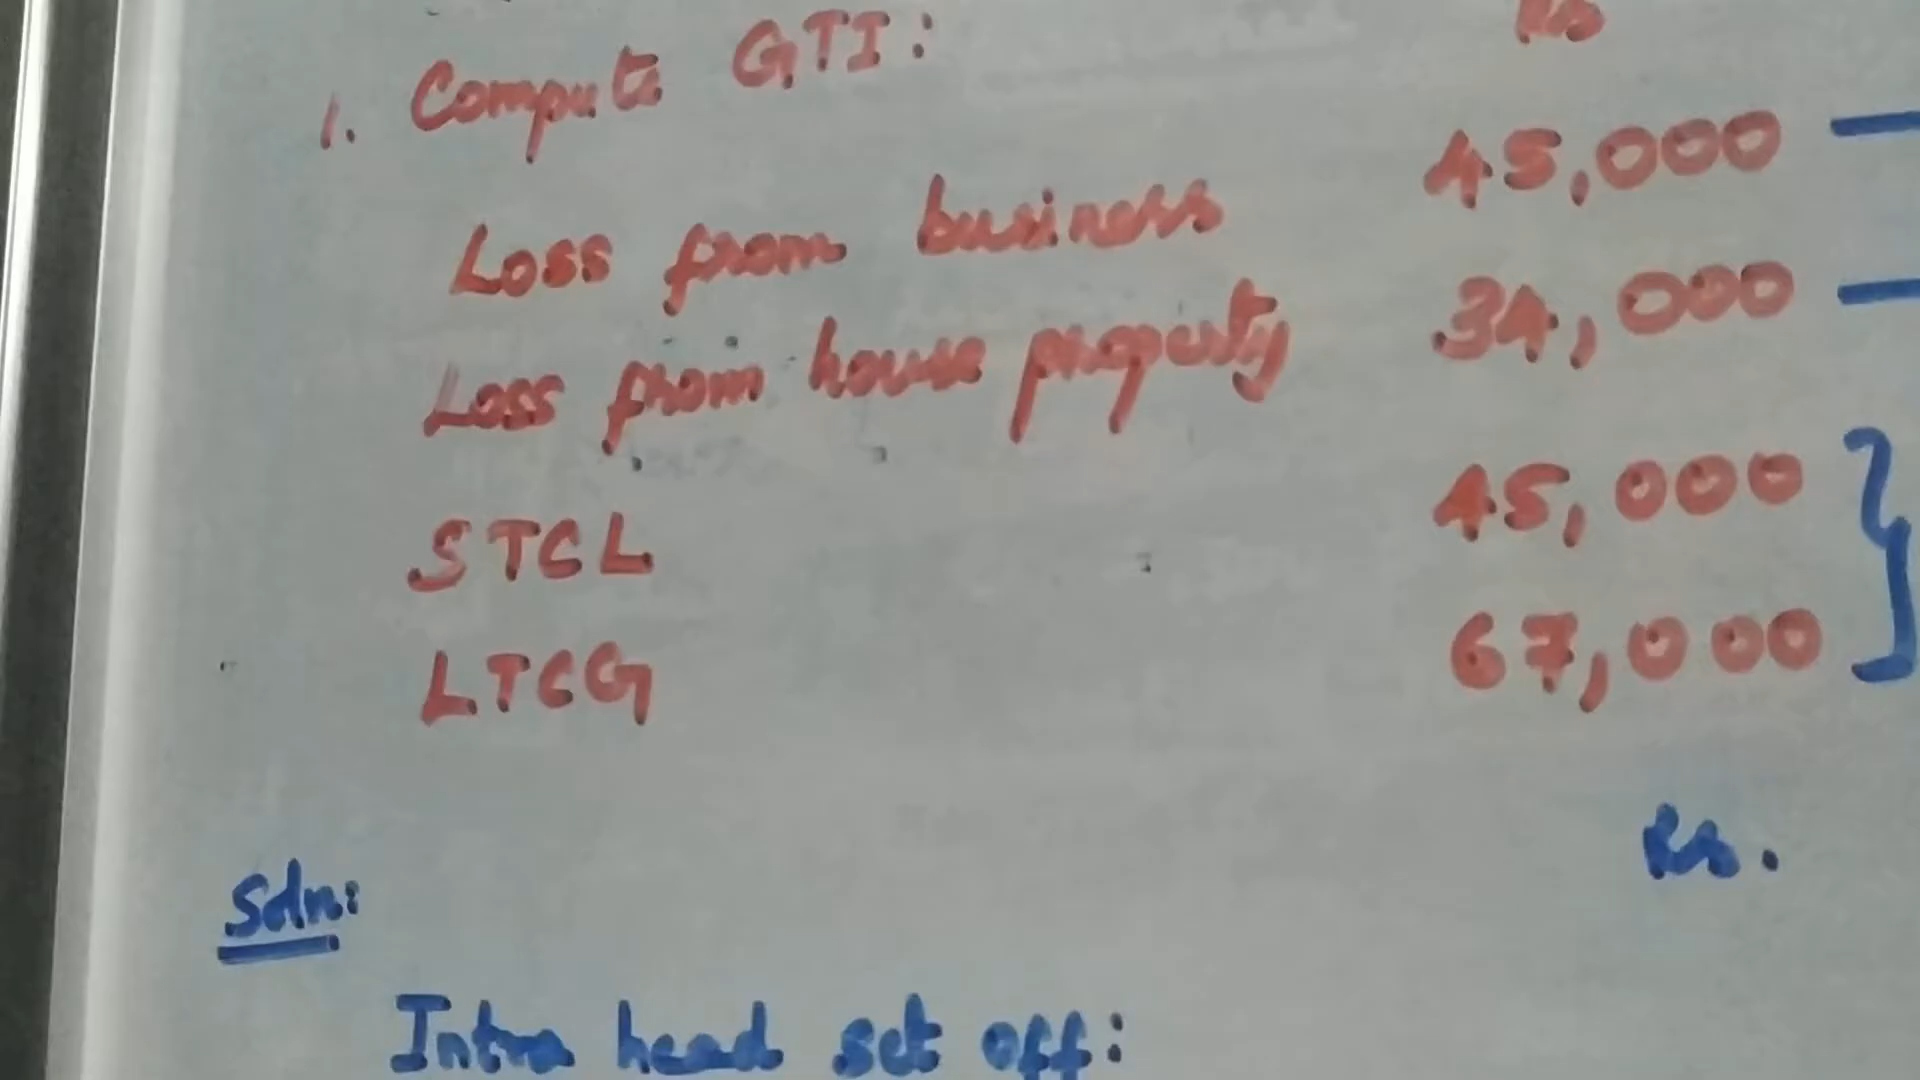 1. Compute GTI: Rs
Loss from business 45,000
Loss from house property 34,000
STCL 45,000
LTCG 67,000
Rs.
Soln:
Intra head set off: